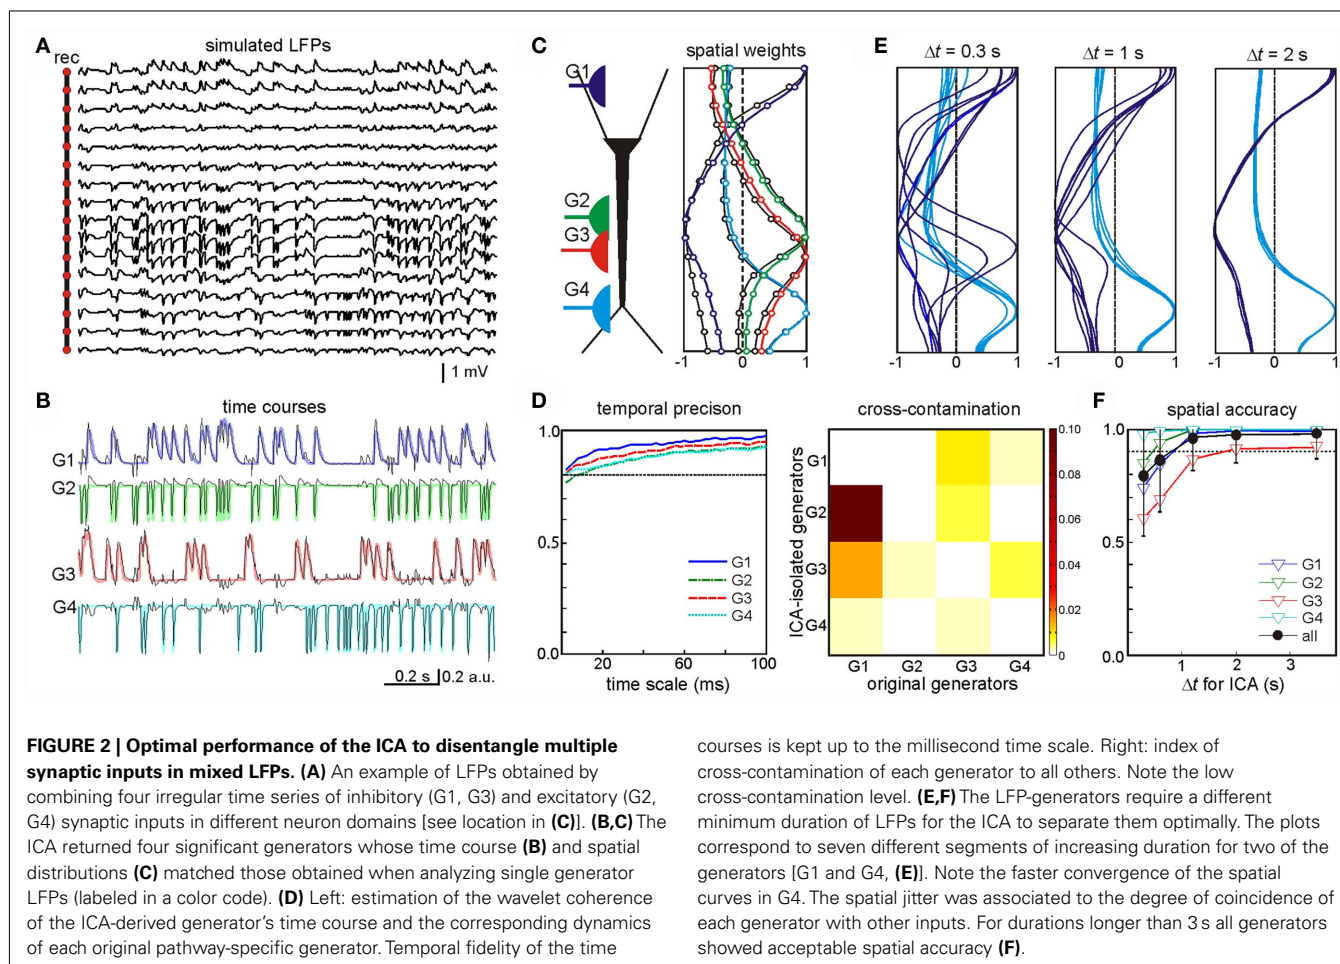 A
simulated LFPs
rec
1 mV
B
time courses
G1
G2
G3
G4
0.2 s
0.2 a.u.
C
spatial weights
G1
G2
G3
G4
-1 0 1
D
temporal precison
1.0
0.5
0.0
20 60 100
time scale (ms)
G1
G2
G3
G4
cross-contamination
ICA-isolated generators
G1
G2
G3
G4
G1 G2 G3 G4
original generators
0.10
0.08
0.06
0.04
0.02
0
E
Δt = 0.3 s
Δt = 1 s
Δt = 2 s
-1 0 1
-1 0 1
-1 0 1
F
spatial accuracy
1.0
0.5
0.0
1 2 3
Δt for ICA (s)
G1
G2
G3
G4
all
FIGURE 2 | Optimal performance of the ICA to disentangle multiple
synaptic inputs in mixed LFPs. (A) An example of LFPs obtained by
combining four irregular time series of inhibitory (G1, G3) and excitatory (G2,
G4) synaptic inputs in different neuron domains [see location in (C)]. (B,C) The
ICA returned four significant generators whose time course (B) and spatial
distributions (C) matched those obtained when analyzing single generator
LFPs (labeled in a color code). (D) Left: estimation of the wavelet coherence
of the ICA-derived generator's time course and the corresponding dynamics
of each original pathway-specific generator. Temporal fidelity of the time
courses is kept up to the millisecond time scale. Right: index of
cross-contamination of each generator to all others. Note the low
cross-contamination level. (E,F) The LFP-generators require a different
minimum duration of LFPs for the ICA to separate them optimally. The plots
correspond to seven different segments of increasing duration for two of the
generators [G1 and G4, (E)]. Note the faster convergence of the spatial
curves in G4. The spatial jitter was associated to the degree of coincidence of
each generator with other inputs. For durations longer than 3 s all generators
showed acceptable spatial accuracy (F).